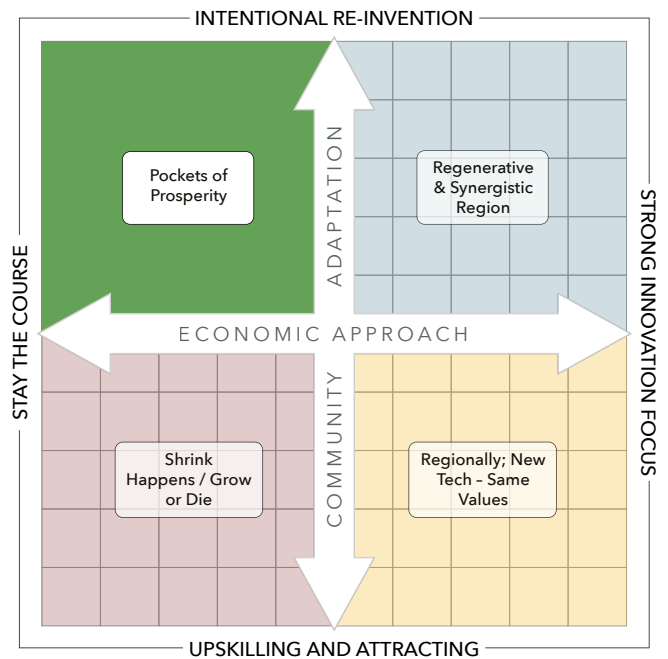 INTENTIONAL RE-INVENTION
Pockets of
Prosperity
ADAPTATION
Regenerative
& Synergistic
Region
STAY THE COURSE
ECONOMIC APPROACH
STRONG INNOVATION FOCUS
Shrink
Happens / Grow
or Die
COMMUNITY
Regionally; New
Tech – Same
Values
UPSKILLING AND ATTRACTING